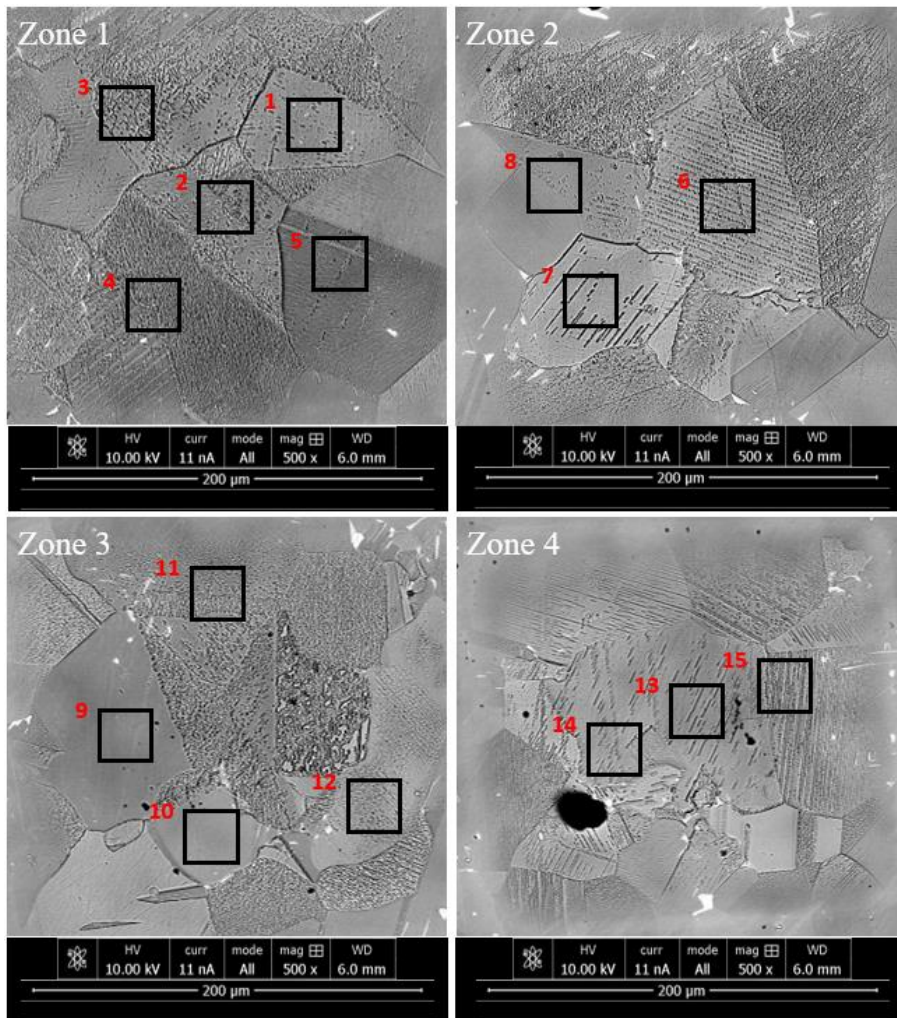 Zone 1
3
1
2
5
4
HV curr mode mag WD
10.00 kV 11 nA All 500 x 6.0 mm
200 µm
Zone 2
8
6
7
HV curr mode mag WD
10.00 kV 11 nA All 500 x 6.0 mm
200 µm
Zone 3
11
9
12
10
HV curr mode mag WD
10.00 kV 11 nA All 500 x 6.0 mm
200 µm
Zone 4
15
13
14
HV curr mode mag WD
10.00 kV 11 nA All 500 x 6.0 mm
200 µm